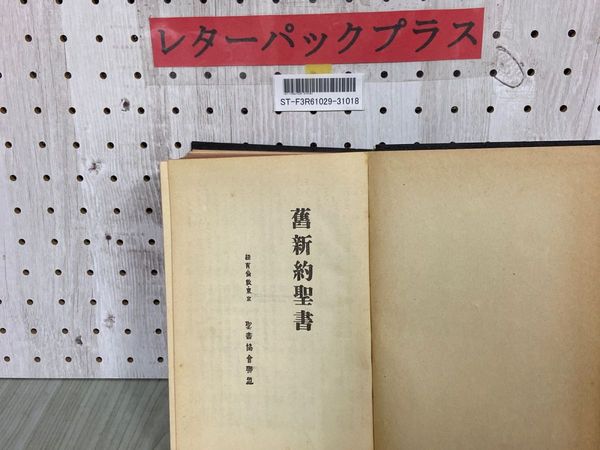 レターパックプラス
ST-F3R61029-31018
舊新約聖書
紐育倫敦東京 聖書協會聯盟